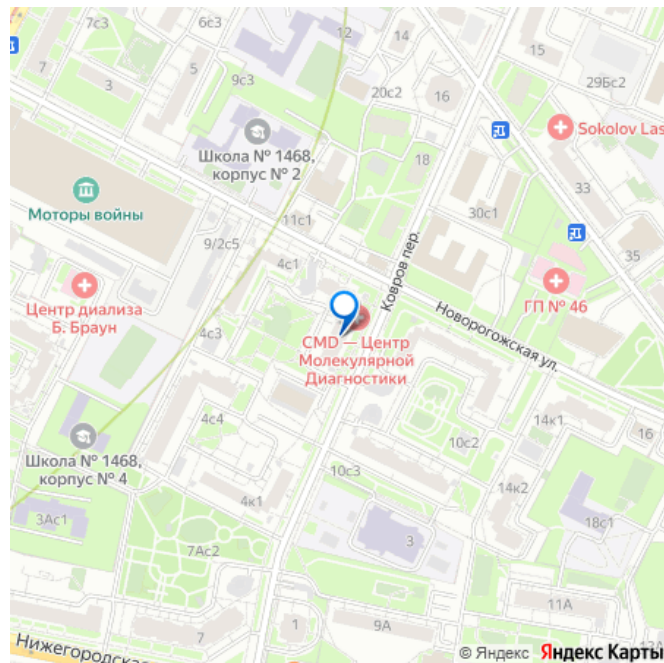 7с3
6с3
12
14
15
7
3
5
9с3
20с2
16
29Бс2
Sokolov Las
Школа № 1468,
корпус № 2
18
33
Моторы войны
11с1
30с1
9/2с5
4с1
Ковров пер.
35
Центр диализа
Б. Браун
ГП № 46
4с3
Новорогожская ул.
CMD — Центр
Молекулярной
Диагностики
4с4
14к1
16
10с2
Школа № 1468,
корпус № 4
10с3
4к1
14к2
3Ас1
18с1
3
7Ас2
11А
7
1
9А
Нижегородская
© Яндекс Яндекс Карты